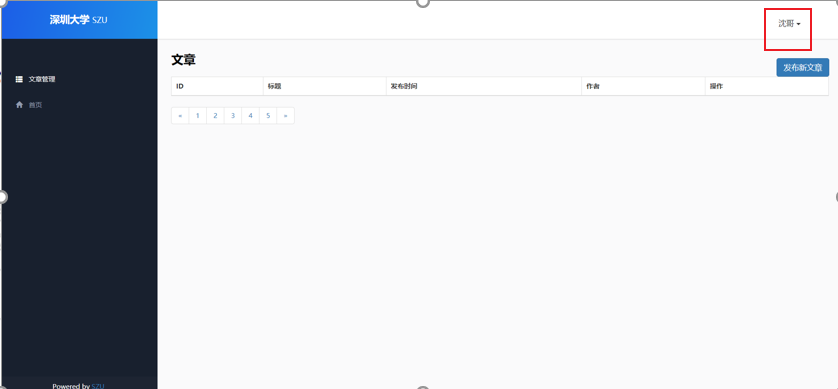 深圳大学 SZU
沈哥
文章管理
首页
文章
发布新文章
ID 标题 发布时间 作者 操作
« 1 2 3 4 5 »
Powered by SZU